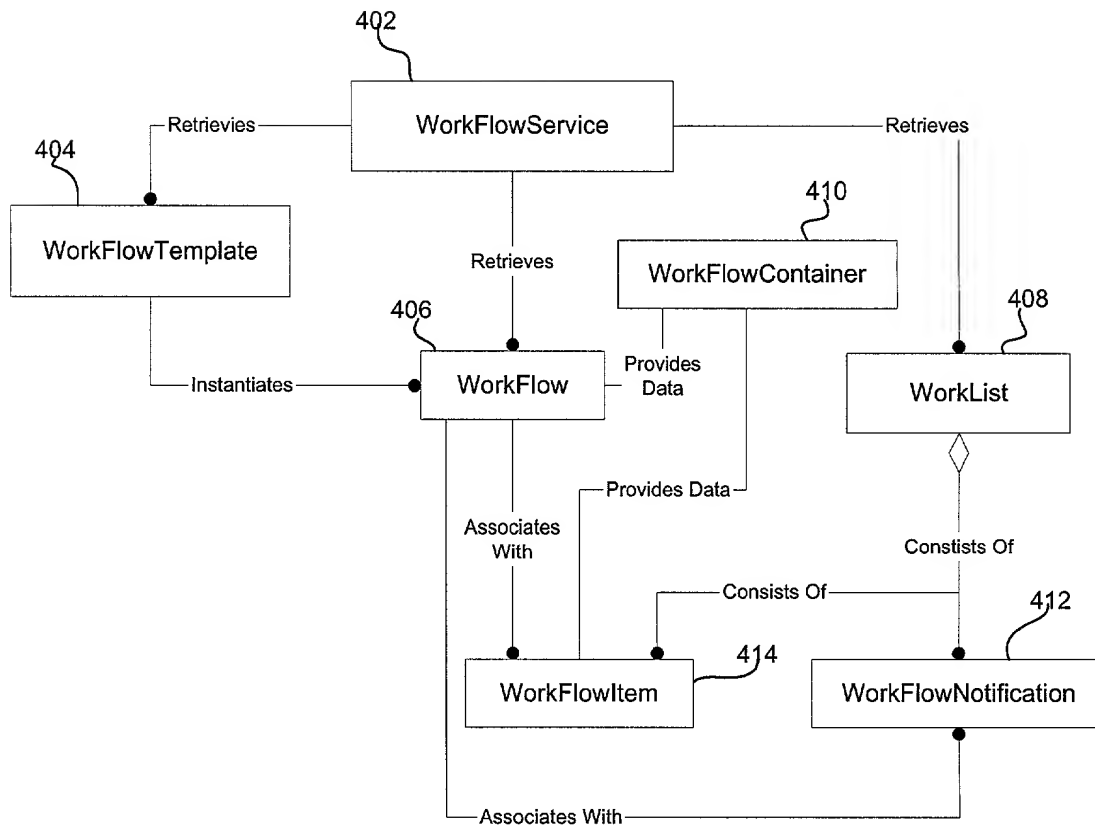 402
WorkFlowService
Retrievies
Retrieves
404
WorkFlowTemplate
410
WorkFlowContainer
Retrieves
406
408
WorkFlow
Provides
Data
Instantiates
WorkList
Provides Data
Associates
With
Constists Of
Consists Of
412
414
WorkFlowItem
WorkFlowNotification
Associates With